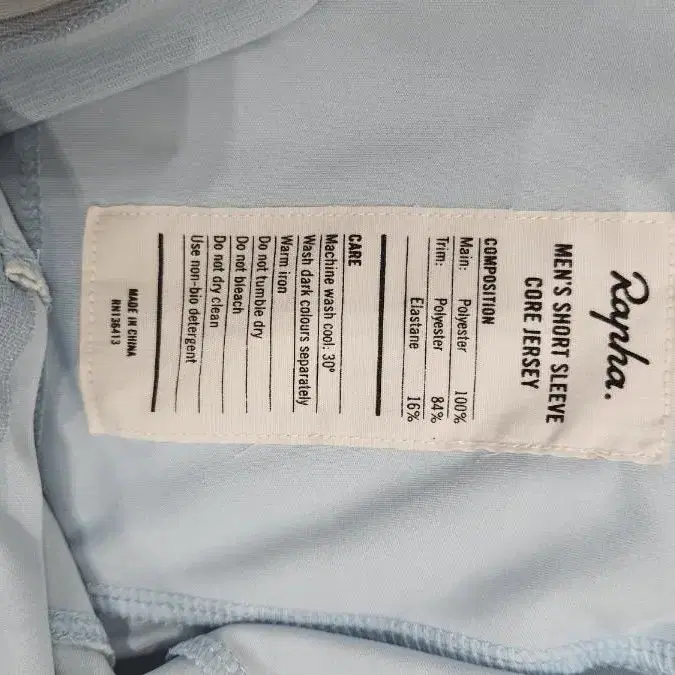 Rapha.
MEN'S SHORT SLEEVE
CORE JERSEY
COMPOSITION
Main: Polyester 100%
Trim: Polyester 84%
Elastane 16%
CARE
Machine wash cool: 30°
Wash dark colours separately
Warm iron
Do not tumble dry
Do not bleach
Do not dry clean
Use non-bio detergent
MADE IN CHINA
RN136413